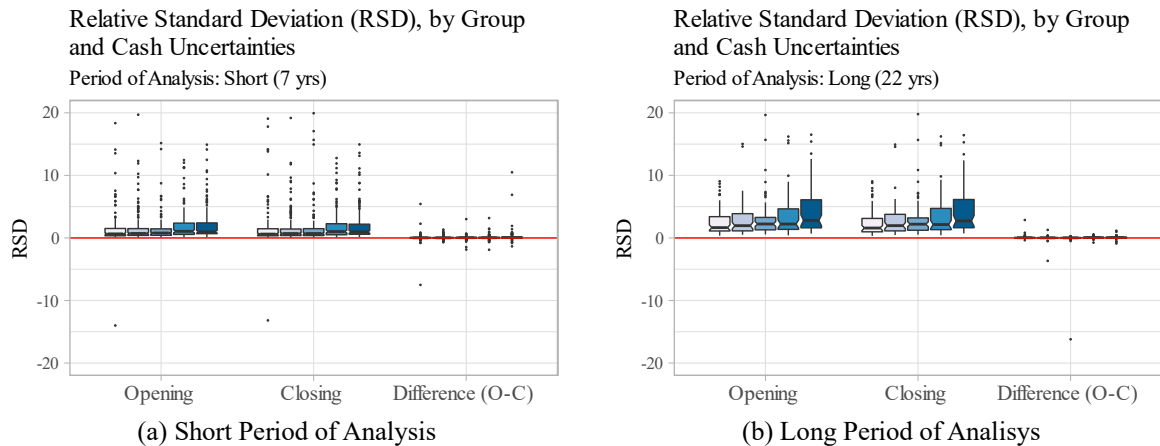 Relative Standard Deviation (RSD), by Group
and Cash Uncertainties
Period of Analysis: Short (7 yrs)
20
10
0
-10
-20
RSD
Opening
Closing
Difference (O-C)
(a) Short Period of Analysis
Relative Standard Deviation (RSD), by Group
and Cash Uncertainties
Period of Analysis: Long (22 yrs)
20
10
0
-10
-20
RSD
Opening
Closing
Difference (O-C)
(b) Long Period of Analisys